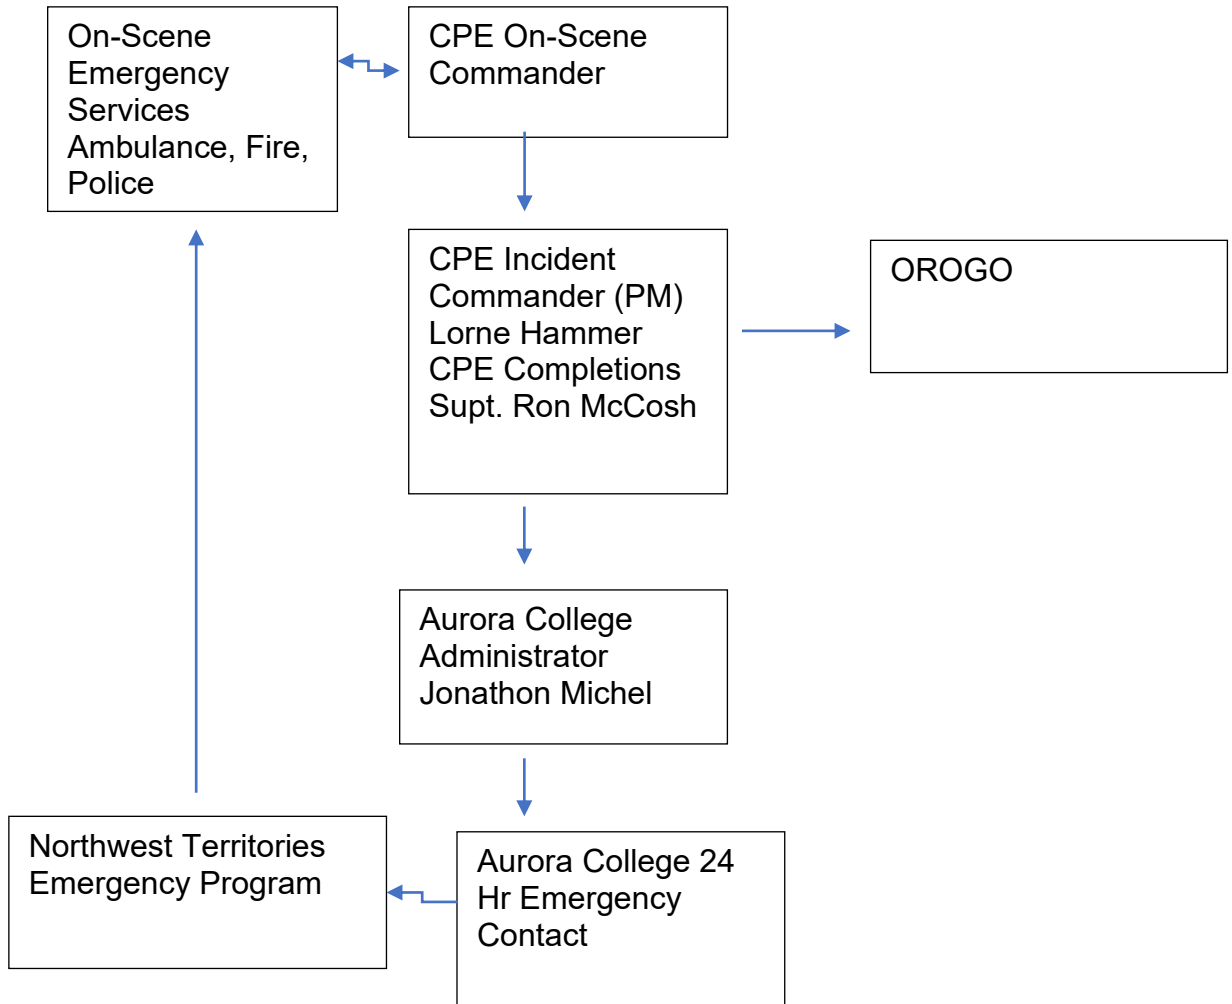 On-Scene
Emergency
Services
Ambulance, Fire,
Police
CPE On-Scene
Commander
CPE Incident
Commander (PM)
Lorne Hammer
CPE Completions
Supt. Ron McCosh
OROGO
Aurora College
Administrator
Jonathon Michel
Northwest Territories
Emergency Program
Aurora College 24
Hr Emergency
Contact